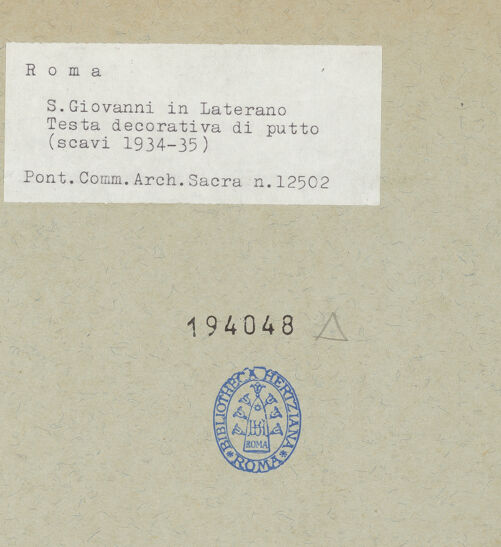 Roma
S.Giovanni in Laterano
Testa decorativa di putto
(scavi 1934-35)
Pont.Comm.Arch.Sacra n.12502
194048
*BIBLIOTHECA HERTZIANA*
ROMA
ROMA